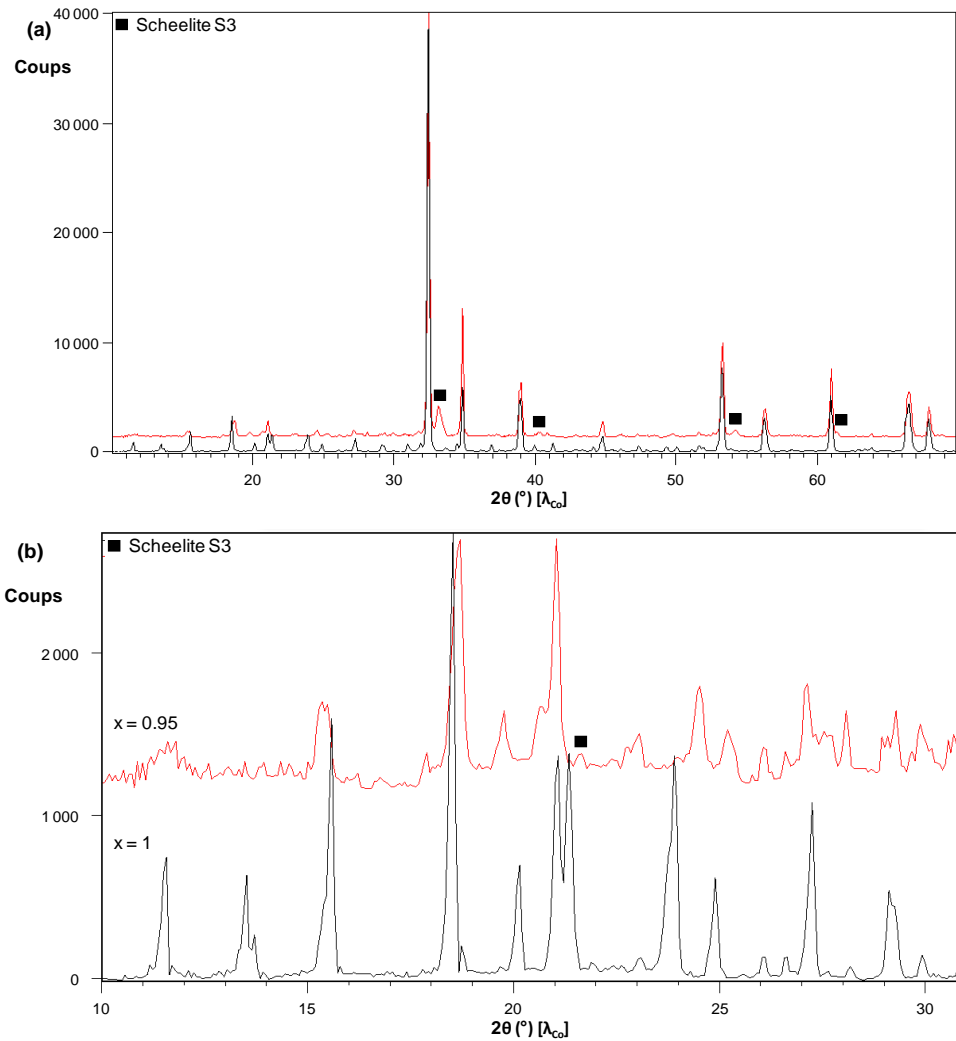 (a)
■ Scheelite S3
Coups
40 000
30 000
20 000
10 000
0
20 30 40 50 60
2θ (°) [λCo]
(b)
■ Scheelite S3
Coups
2 000
x = 0.95
1 000
x = 1
0
10 15 20 25 30
2θ (°) [λCo]